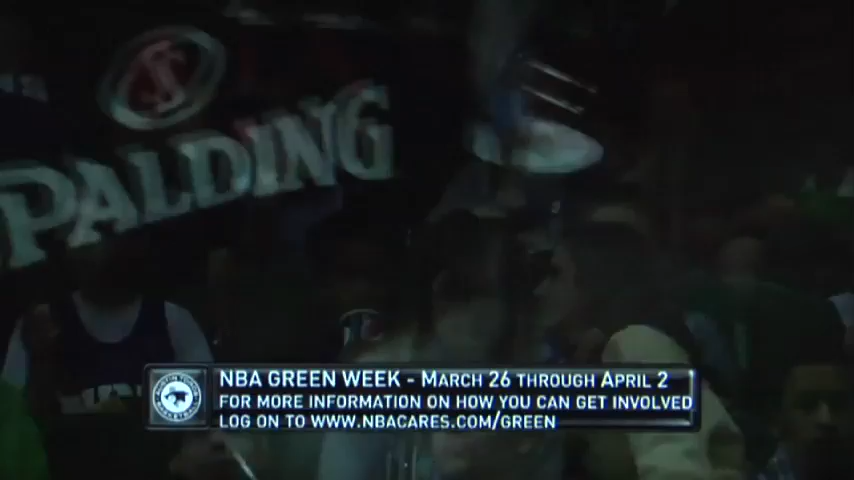 SPALDING
NBA GREEN WEEK - MARCH 26 THROUGH APRIL 2
FOR MORE INFORMATION ON HOW YOU CAN GET INVOLVED
LOG ON TO WWW.NBACARES.COM/GREEN